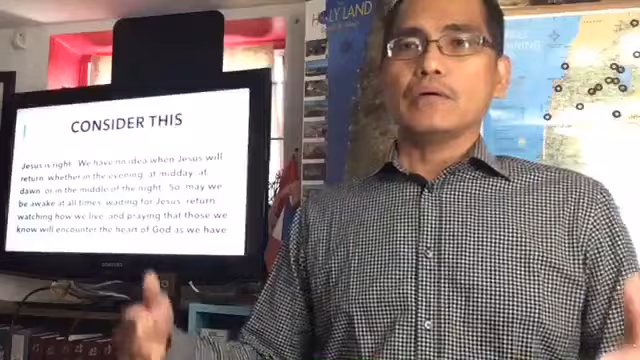 HOLY LAND
CONSIDER THIS
Jesus is right. We have no idea when Jesus will
return whether in the evening, at midday, at
dawn or in the middle of the night. So may we
be awake at all times, waiting for Jesus' return
watching how we live and praying that those we
know will encounter the heart of God as we have
SAMSUNG